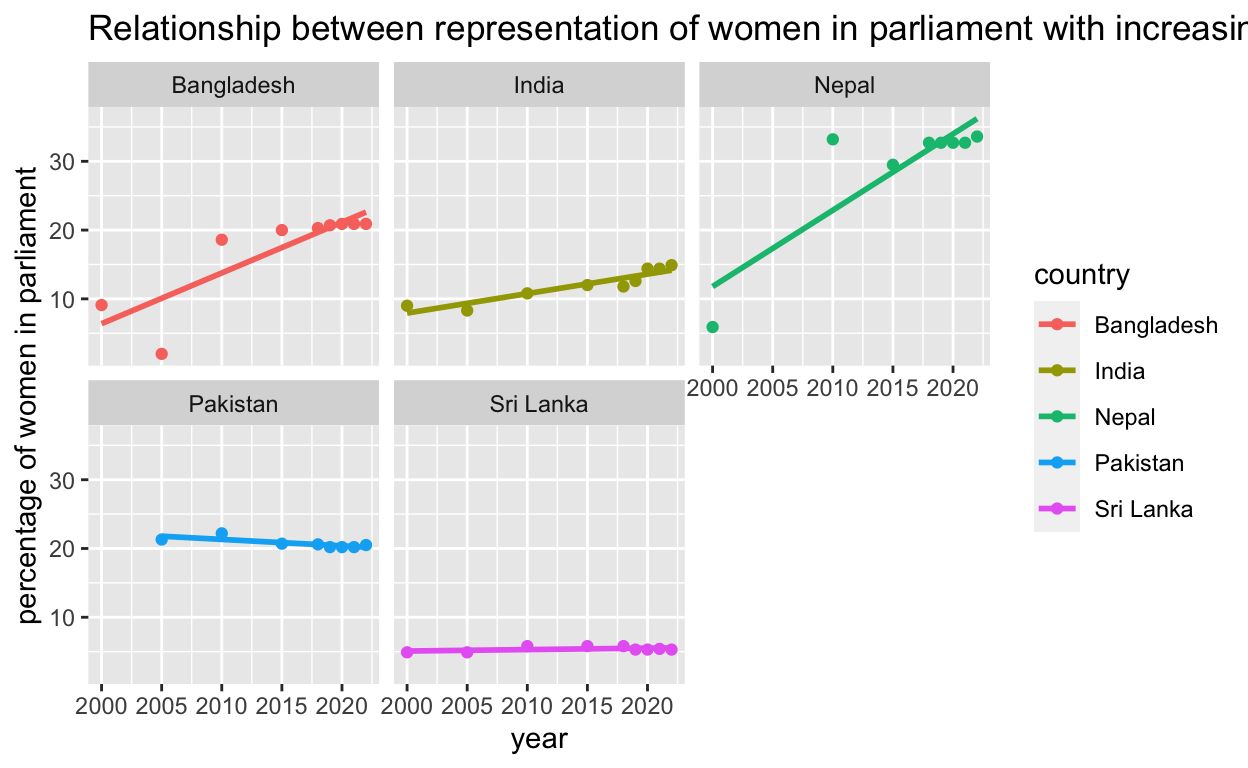 Relationship between representation of women in parliament with increasin
Bangladesh
India
Nepal
percentage of women in parliament
30
20
10
2000 2005 2010 2015 2020
country
Bangladesh
India
Nepal
Pakistan
Sri Lanka
Pakistan
Sri Lanka
30
20
10
2000 2005 2010 2015 2020
2000 2005 2010 2015 2020
year